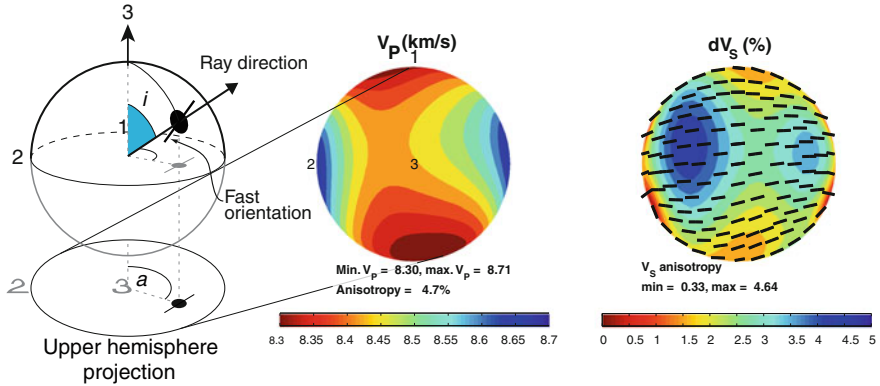 3
Ray direction
i
1
2
Fast
orientation
2
3
a
Upper hemisphere
projection
V_P (km/s)
1
2
3
Min. V_P = 8.30, max. V_P = 8.71
Anisotropy = 4.7%
8.3 8.35 8.4 8.45 8.5 8.55 8.6 8.65 8.7
dV_S (%)
V_S anisotropy
min = 0.33, max = 4.64
0 0.5 1 1.5 2 2.5 3 3.5 4 4.5 5